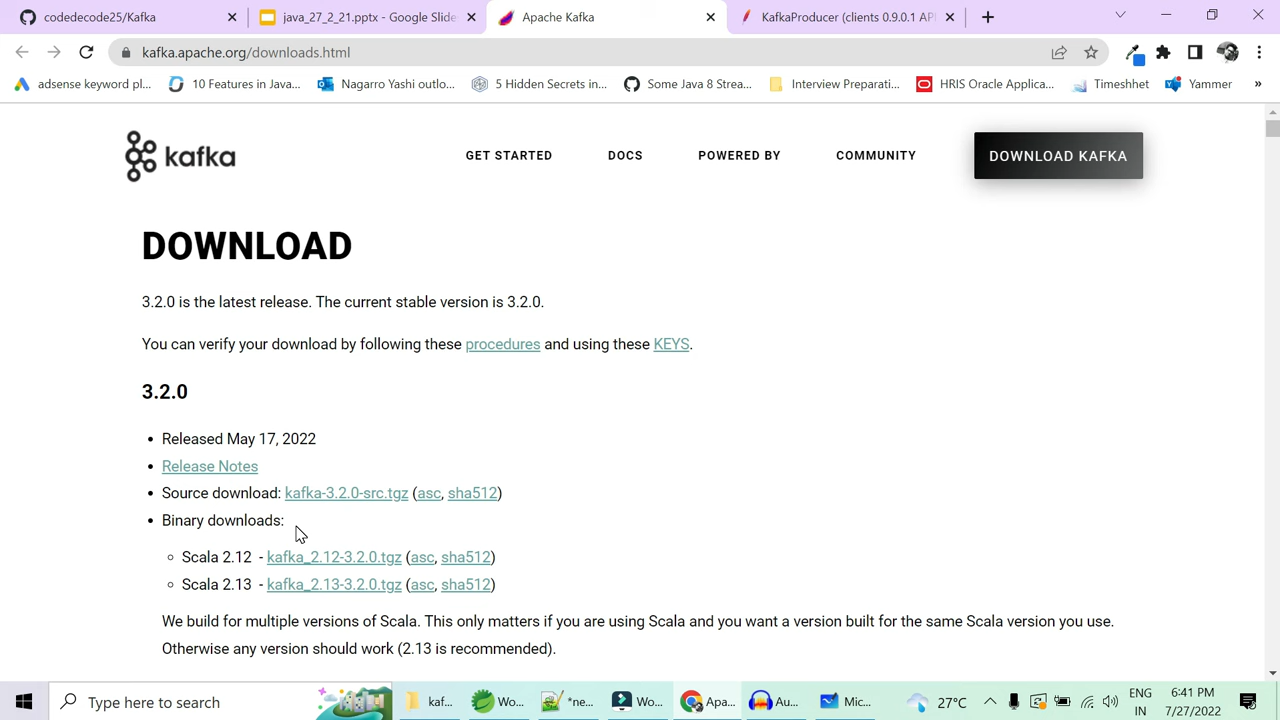 codedecode25/Kafka
java_27_2_21.pptx - Google Slide
Apache Kafka
KafkaProducer (clients 0.9.0.1 API
kafka.apache.org/downloads.html
adsense keyword pl...
10 Features in Java...
Nagarro Yashi outlo...
5 Hidden Secrets in...
Some Java 8 Strea...
Interview Preparati...
HRIS Oracle Applica...
Timeshhet
Yammer
»
kafka
GET STARTED
DOCS
POWERED BY
COMMUNITY
DOWNLOAD KAFKA
DOWNLOAD
3.2.0 is the latest release. The current stable version is 3.2.0.
You can verify your download by following these procedures and using these KEYS.
3.2.0
• Released May 17, 2022
• Release Notes
• Source download: kafka-3.2.0-src.tgz (asc, sha512)
• Binary downloads:
Scala 2.12 - kafka_2.12-3.2.0.tgz (asc, sha512)
Scala 2.13 - kafka_2.13-3.2.0.tgz (asc, sha512)
We build for multiple versions of Scala. This only matters if you are using Scala and you want a version built for the same Scala version you use.
Otherwise any version should work (2.13 is recommended).
Type here to search
kaf...
Wo...
*ne...
Wo...
Apa...
Au...
Mic...
27°C
ENG
IN
6:41 PM
7/27/2022